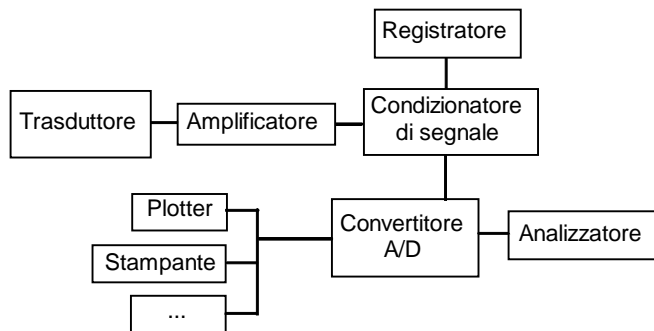 Registratore
Trasduttore
Amplificatore
Condizionatore
di segnale
Plotter
Stampante
...
Convertitore
A/D
Analizzatore